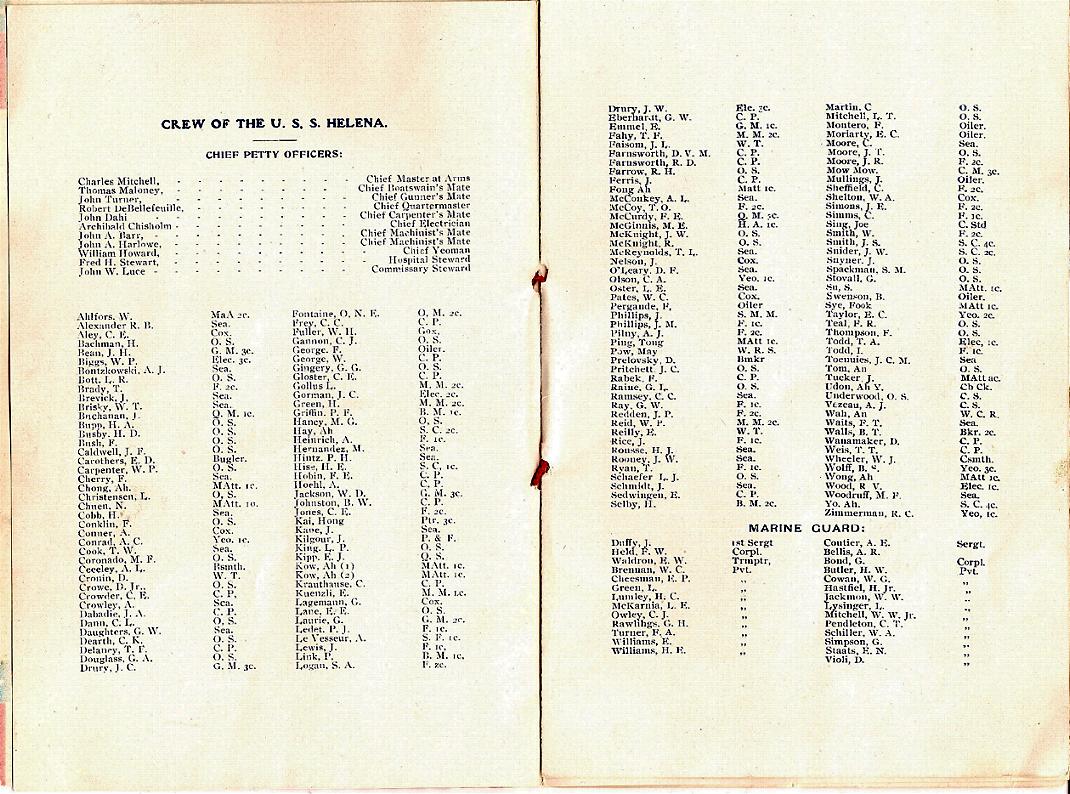 CREW OF THE U. S. S. HELENA.
CHIEF PETTY OFFICERS:
Charles Mitchell, - - - - - - - - Chief Master at Arms
Thomas Maloney, - - - - - - - - Chief Boatswain's Mate
John Turner, - - - - - - - - Chief Gunner's Mate
Robert DeBellefeuille, - - - - - - - - Chief Quartermaster
John Dahi - - - - - - - - Chief Carpenter's Mate
Archibald Chisholm - - - - - - - - Chief Electrician
John A. Barr, - - - - - - - - Chief Machinist's Mate
John A. Harlowe, - - - - - - - - Chief Machinist's Mate
William Howard, - - - - - - - - Chief Yeoman
Fred H. Stewart, - - - - - - - - Hospital Steward
John W. Luce - - - - - - - - Commissary Steward
Ahlfors, W. MaA 2c.
Alexander R. B. Sea.
Aley, C. E. Cox.
Bachman, H. O. S.
Bean, J. H. G. M. 3c.
Biggs, W. P. Elec. 3c.
Bontzkowski. A. J. Sea.
Bott. L. R. O. S.
Brady, T. F. 2c.
Brevick, J. Sea.
Brisky, W. T. Sea.
Buchanan, J. Q. M. 1c.
Bupp, H. A. O. S.
Busby. H. D. O. S.
Bush, F. O. S.
Caldwell, J. F. O. S.
Carothers, E. D. Bugler.
Carpenter, W. P. O. S.
Cherry, F. Sea.
Chong, Ah. MAtt. 1c.
Christensen, L. O. S.
Chuen, N. MAtt. 1c.
Cobb, H. Sea.
Conklin, F. O. S.
Conner, A. Cox.
Conrad, A. C. Yeo. 1c.
Cook, T. W. Sea.
Coronado, M. F. O. S.
Cceeley, A. L. Bsmth.
Cronin, D. W. T.
Crowe, D. Jr. O. S.
Crowder, C. E. C. P.
Crowley, A. Sea.
Dabadie, J. A. C. P.
Dann, C. L. O. S.
Daughters, G. W. Sea.
Dearth, C. K. O. S.
Delaney, T. F. C. P.
Douglass, G. A. O. S.
Drury, J. C. G. M. 3c.
Fontaine, O. N. E. O. M. 2c.
Frey, C. C. C. P.
Fuller, W. H. Cox.
Gannon, C. J. O. S.
George. F. Oiler.
George, W. C. P.
Gingery, G. G. O. S.
Gloster, C. E. C. P.
Gollus L. M. M. 2c.
Gorman, J. C. Elec. 2c.
Green, H. M. M. 2c.
Griffin. P. F. B. M. 1c.
Haney, M. G. O. S.
Hay, Ah S. C. 2c.
Heinrich, A. F. 1c.
Hernandez, M. Sea.
Hintz, P. H. Sea.
Hise, H. E. S. C. 1c.
Hobin, F. E. C. P.
Hoehl, A. C. P.
Jackson, W. D. G. M. 3c.
Johnston, B. W. C. P.
Jones, C. E. F. 2c.
Kai, Hong Ptr. 3c.
Kane, J. Sea.
Kilgour, J. P. & F.
King, L. P. O. S.
Kipp. E. J. O. S.
Kow, Ah (1) MAtt. 1c.
Kow, Ah (2) MAtt. 1c.
Krauthause, C. C. P.
Kuenzli, E. M. M. 1c.
Lagemann, G. Cox.
Lane, E. E. O. S.
Laurie, G. G. M. 2c.
Ledet, P. J. F. 1c.
Le Vesseur, A. S. F. 1c.
Lewis, J. F. 1c.
Link, P. B. M. 1c.
Logan, S. A. F. 2c.
Drury, J. W. Ele. 3c.
Eberhardt, G. W. C. P.
Emmel, E. G. M. 1c.
Fahy, T. F. M. M. 2c.
Faisom, J. L. W. T.
Farnsworth, D. V. M. C. P.
Farnsworth, R. D. C. P.
Farrow, R. H. O. S.
Ferris, J. C. P.
Fong Ah Matt 1c.
McConkey, A. L. Sea.
McCoy, T. O. F. 2c.
McCurdy, F. E. Q. M. 3c.
McGinnis, M. E. H. A. 1c.
McKnight, J. W. O. S.
McKnight, R. O. S.
McReynolds, T. L. Sea.
Nelson, J. Cox.
O'Leary, D. F. Sea.
Olson, C. A. Yeo. 1c.
Oster, L. E. Sea.
Pates, W. C. Cox.
Pergande, F. Oiler
Phillips, J. S. M. M.
Phillips, J. M. F. 1c.
Pilny, A. J. F. 2c.
Ping, Tong MAtt 1c.
Pow, May W. R. S.
Prelovsky, D. Bmkr
Pritchett J. C. O. S.
Rabek, F. C. P.
Raine, G. L. O. S.
Ramsey, C. C. Sea.
Ray, G. W. F. 1c.
Redden, J. P. F. 2c.
Reid, W. P. M. M. 2c.
Reilly, E. W. T.
Rice, J. F. 1c.
Rousse, H. J. Sea.
Rooney, J. W. Sea.
Ryan, T. F. 1c.
Schaefer L. J. O. S.
Schmidt, J. Sea.
Sedwingen, E. C. P.
Selby, H. B. M. 2c.
Martin. C O. S.
Mitchell, L. T. O. S.
Montero, F. Oiler.
Moriarty, E. C. Oiler.
Moore, C. Sea.
Moore, J. T. O. S.
Moore, J. R. F. 2c.
Mow Mow. C. M. 3c.
Mullings, J. Oiler.
Sheffield, C. F. 2c.
Shelton, W. A. Cox.
Simons, J. E. F. 2c.
Simms, C. F. 1c.
Sing, Joe C. Std
Smith, W. F. 2c.
Smith, J. S. S. C. 4c.
Snider, J. W. S. C. 2c.
Snyner. J. O. S.
Spackman, S. M. O. S.
Stovall, G. O. S.
Su, S. MAtt. 1c.
Swenson, B. Oiler.
Sye, Fook MAtt 1c.
Taylor, E. C. Yeo. 2c.
Teal, F. R. O. S.
Thompson, F. O. S.
Todd, T. A. Elec, 1c.
Todd, I. F. 1c.
Toennies, J. C. M. Sea
Tom, An O. S.
Tucker, J. MAtt 2c.
Udon, Ah Y. Cb Ck.
Underwood, O. S. C. S.
Vezeau, A. J. C. S.
Wah, An W. C. R.
Waits, F. T. Sea.
Walls, B. T. Bkr. 2c.
Wanamaker, D. C. P.
Weis, T. T. C. P.
Wheeler, W. J. Csmth.
Wolff, B. S. Yeo. 3c.
Wong, Ah MAtt 1c.
Wood, R V. Elec. 1c.
Woodruff, M. F. Sea.
Yo. Ah. S. C. 4c.
Zimmerman, R. C. Yeo, 1c.
MARINE GUARD:
Duffy, J. 1st Sergt
Held, F. W. Corpl.
Waldron, E. W. Trmptr,
Brennan, W. C. Pvt.
Cheesman, E. P. „
Green, L. „
Lumley, H. C. „
McKarnia, L. E. „
Owley, C. J. „
Rawlings. G. H. „
Turner, F. A. „
Williams, E. „
Williams, H. E. „
Coutier, A. E. Sergt.
Bellis, A. R.
Bond, G. Corpl.
Butler, H. W. Pvt.
Cowan, W. G. „
Hastfiel, H. Jr. „
Jackmon, W. W. „
Lysinger, L. „
Mitchell, W. W. Jr. „
Pendleton, C. T. „
Schiller, W. A. „
Simpson, G. „
Staats, E. N. „
Violi, D. „